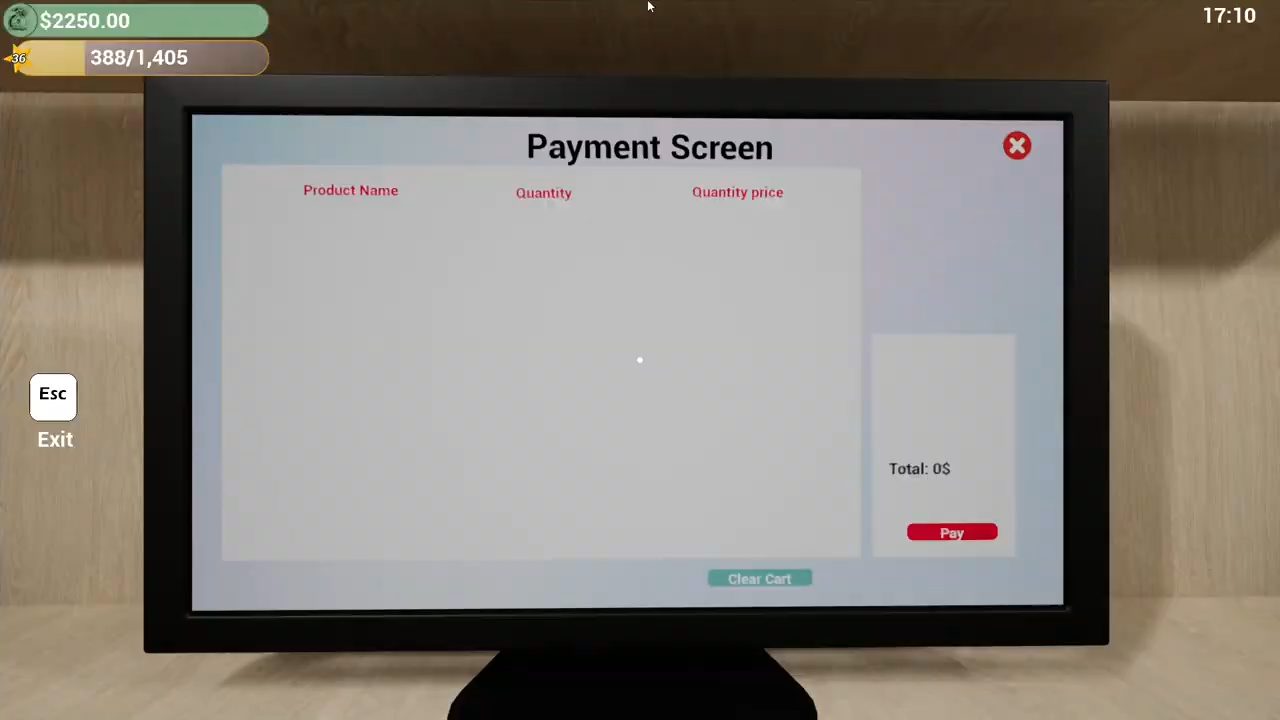 $2250.00
17:10
36
388/1,405
Payment Screen
Product Name Quantity Quantity price
Esc
Exit
Total: 0$
Pay
Clear Cart